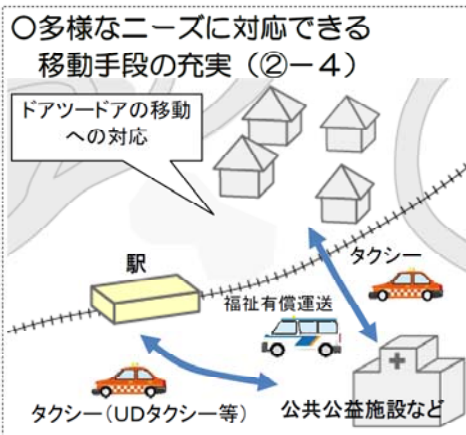 〇多様なニーズに対応できる
移動手段の充実（②－４）
ドアツードアの移動
への対応
タクシー
駅
福祉有償運送
タクシー（UDタクシー等）
公共公益施設など